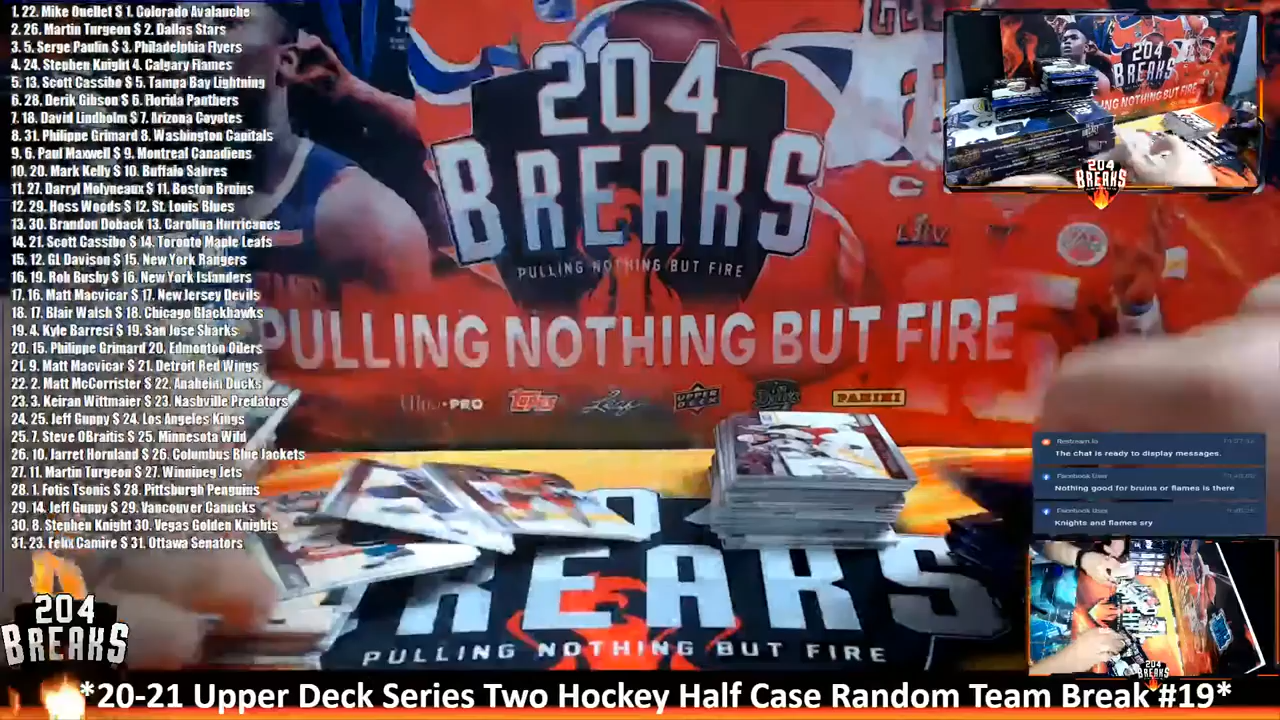 1. 22. Mike Ouellet $ 1. Colorado Avalanche
2. 26. Martin Turgeon $ 2. Dallas Stars
3. 5. Serge Paulin $ 3. Philadelphia Flyers
4. 24. Stephen Knight 4. Calgary Flames
5. 13. Scott Cassibo $ 5. Tampa Bay Lightning
6. 28. Derik Gibson $ 6. Florida Panthers
7. 18. David Lindholm $ 7. Arizona Coyotes
8. 31. Philippe Grimard 8. Washington Capitals
9. 6. Paul Maxwell $ 9. Montreal Canadiens
10. 20. Mark Kelly $ 10. Buffalo Sabres
11. 27. Darryl Molyneaux $ 11. Boston Bruins
12. 29. Hoss Woods $ 12. St. Louis Blues
13. 30. Brandon Doback 13. Carolina Hurricanes
14. 21. Scott Cassibo $ 14. Toronto Maple Leafs
15. 12. GL Davison $ 15. New York Rangers
16. 19. Rob Busby $ 16. New York Islanders
17. 16. Matt Macvicar $ 17. New Jersey Devils
18. 17. Blair Walsh $ 18. Chicago Blackhawks
19. 4. Kyle Barresi $ 19. San Jose Sharks
20. 15. Philippe Grimard 20. Edmonton Oilers
21. 9. Matt Macvicar $ 21. Detroit Red Wings
22. 2. Matt McCorrister $ 22. Anaheim Ducks
23. 3. Keiran Wittmaier $ 23. Nashville Predators
24. 25. Jeff Guppy $ 24. Los Angeles Kings
25. 7. Steve OBraitis $ 25. Minnesota Wild
26. 10. Jarret Hornland $ 26. Columbus Blue Jackets
27. 11. Martin Turgeon $ 27. Winnipeg Jets
28. 1. Fotis Tsonis $ 28. Pittsburgh Penguins
29. 14. Jeff Guppy $ 29. Vancouver Canucks
30. 8. Stephen Knight 30. Vegas Golden Knights
31. 23. Felix Camire $ 31. Ottawa Senators
204
BREAKS
PULLING NOTHING BUT FIRE
PULLING NOTHING BUT FIRE
C
LIV
Ultra PRO
Topps
Leaf
UPPER DECK
PANINI
BREAKS
PULLING NOTHING BUT FIRE
204
BREAKS
NOTHING BUT FIRE
204
BREAKS
Restream.io
The chat is ready to display messages.
Facebook User
Nothing good for bruins or flames is there
Facebook User
Knights and flames sry
204
BREAKS
204
BREAKS
*20-21 Upper Deck Series Two Hockey Half Case Random Team Break #19*